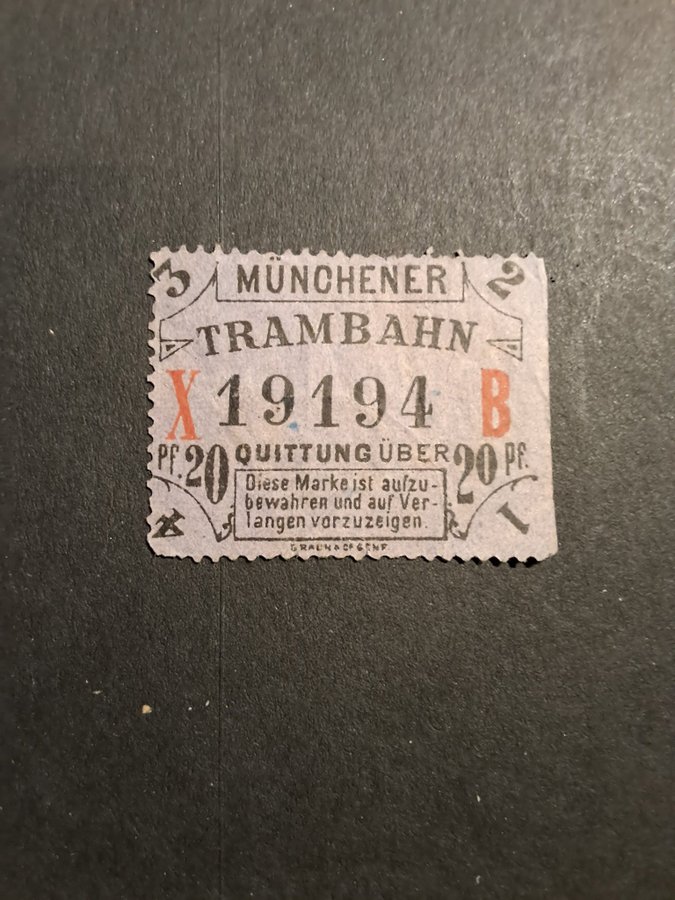 3 MÜNCHENER 2
TRAMBAHN
X 19194 B
Pf. 20 QUITTUNG ÜBER 20 Pf.
Diese Marke ist aufzu-
bewahren und auf Ver-
langen vorzuzeigen.
1